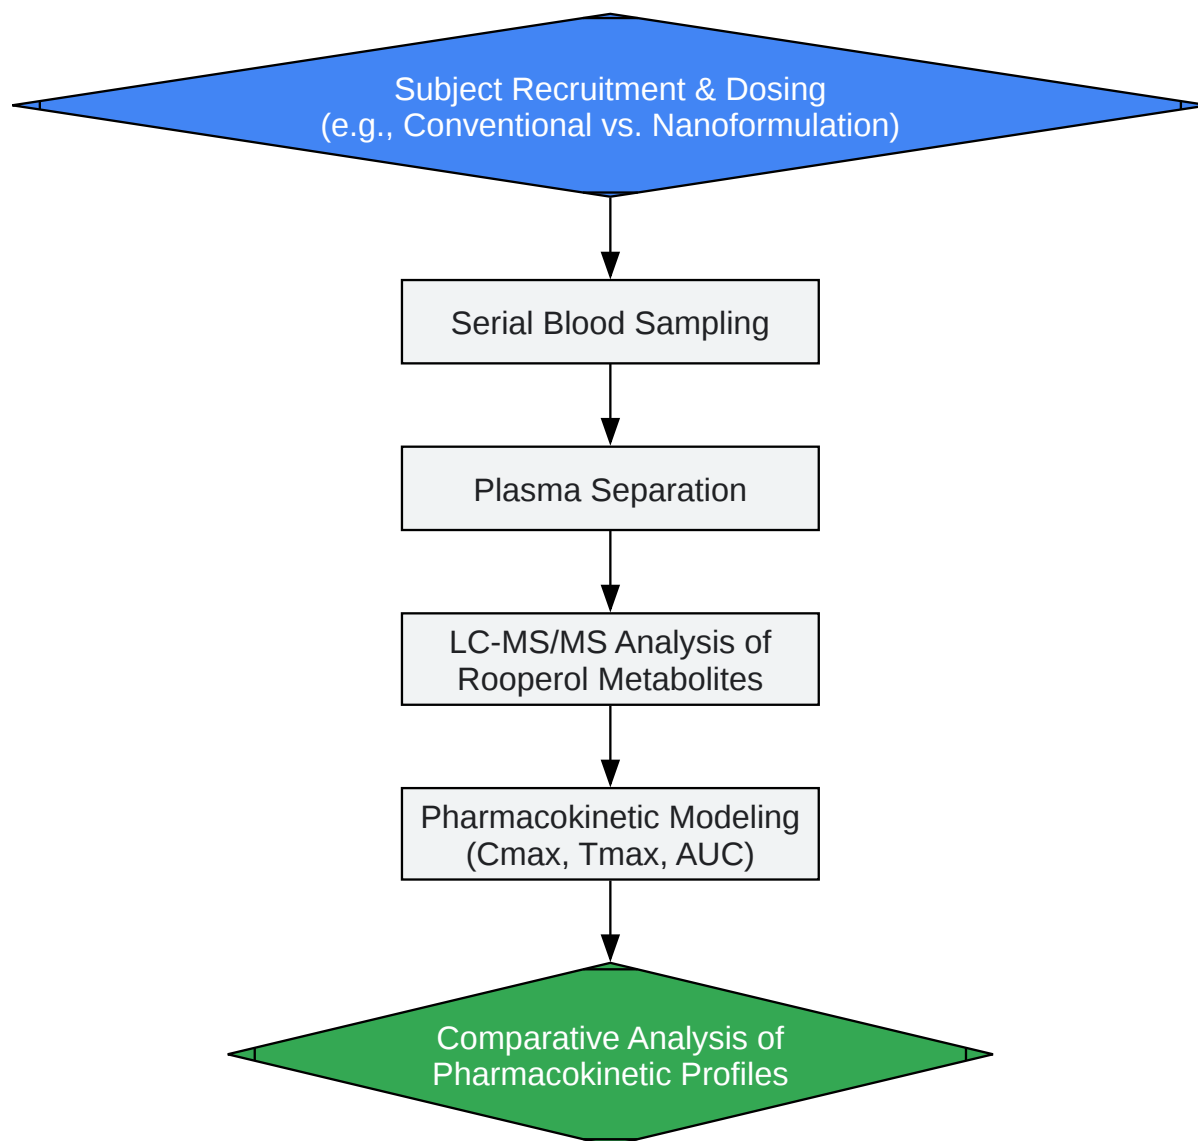 Subject Recruitment & Dosing
(e.g., Conventional vs. Nanoformulation)
Serial Blood Sampling
Plasma Separation
LC-MS/MS Analysis of
Rooperol Metabolites
Pharmacokinetic Modeling
(Cmax, Tmax, AUC)
Comparative Analysis of
Pharmacokinetic Profiles